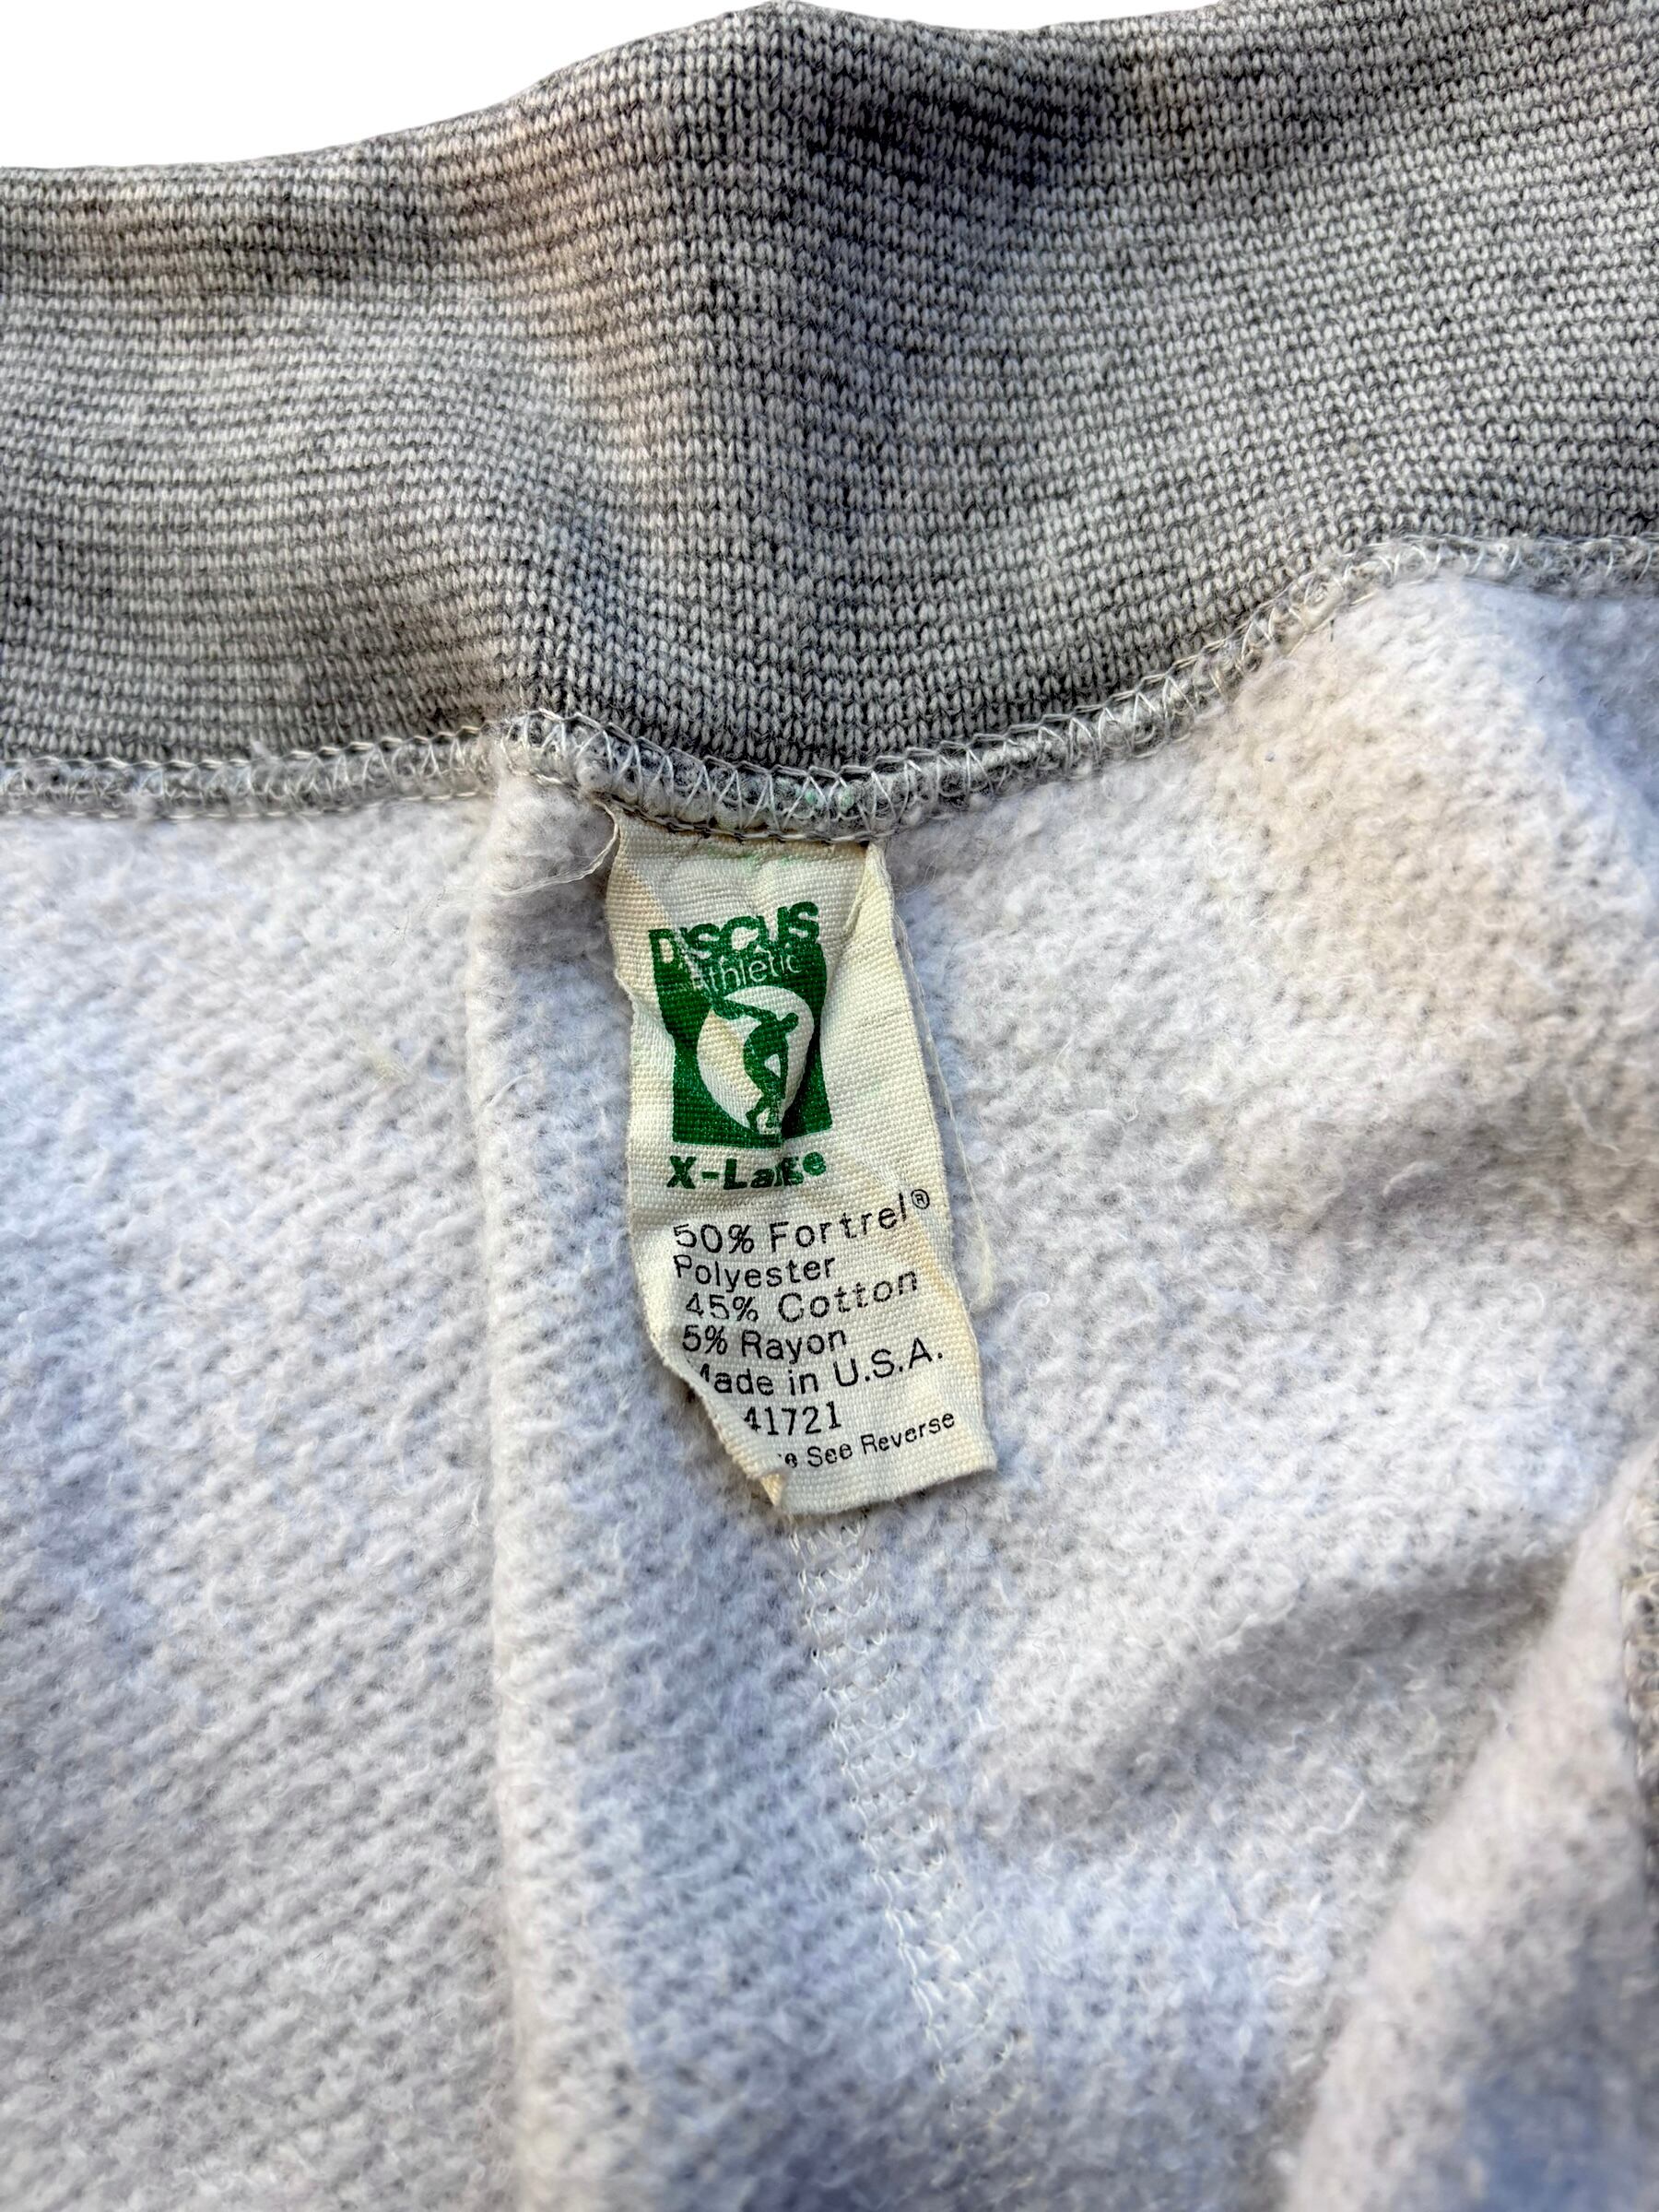 DISCUS
Athletic
X-Large
50% Fortrel®
Polyester
45% Cotton
5% Rayon
Made in U.S.A.
41721
See Reverse